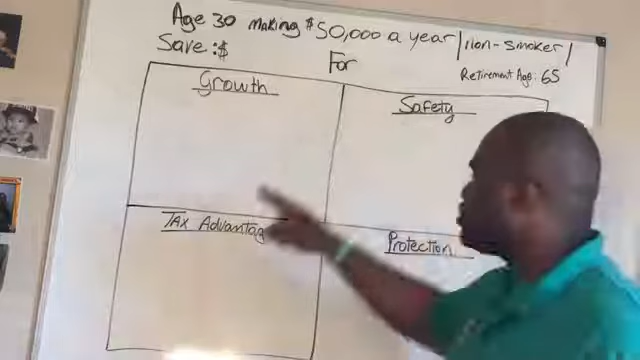 Age 30 making $50,000 a year/non-smoker/
Save:$ For
Retirement Age: 65
Growth
Safety
Tax Advantag
Protection